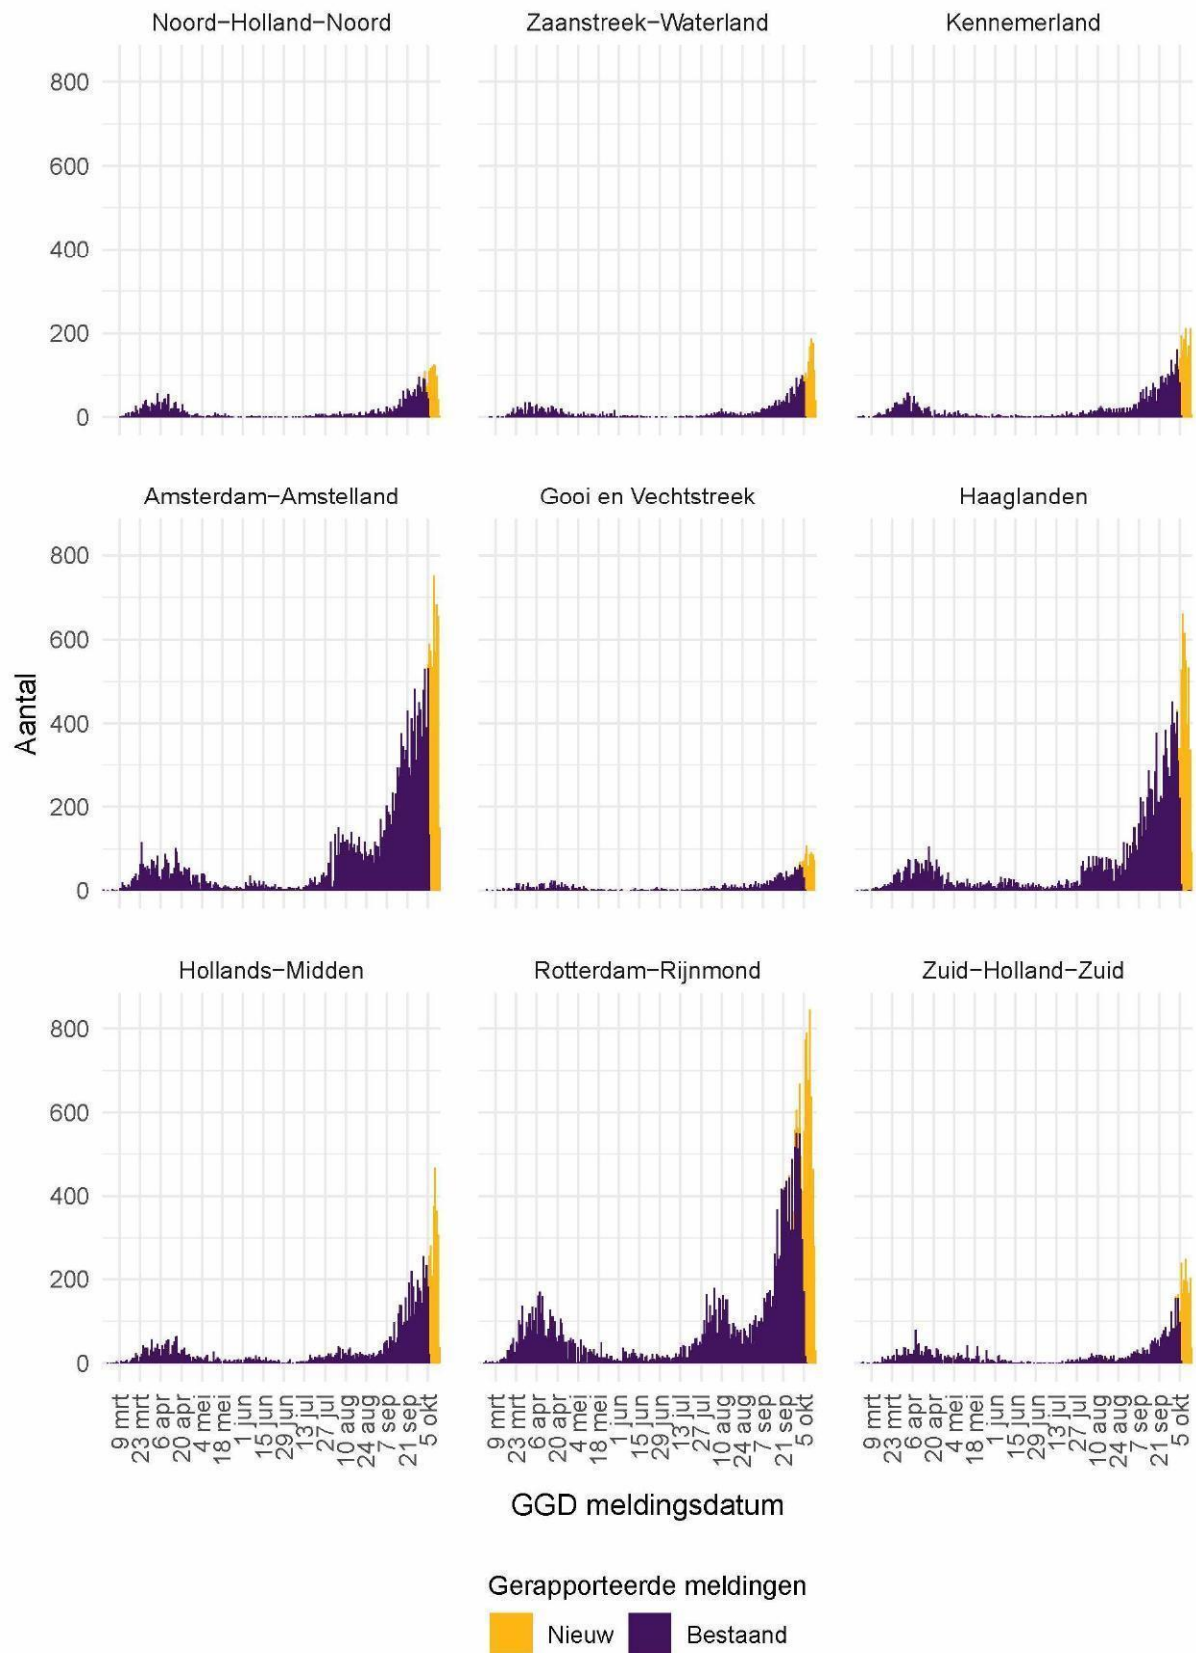 Noord−Holland−Noord
Zaanstreek−Waterland
Kennemerland
800
600
400
200
0
Amsterdam−Amstelland
Gooi en Vechtstreek
Haaglanden
800
600
400
200
0
Aantal
Hollands−Midden
Rotterdam−Rijnmond
Zuid−Holland−Zuid
800
600
400
200
0
9 mrt
23 mrt
6 apr
20 apr
4 mei
18 mei
1 jun
15 jun
29 jun
13 jul
27 jul
10 aug
24 aug
7 sep
21 sep
5 okt
9 mrt
23 mrt
6 apr
20 apr
4 mei
18 mei
1 jun
15 jun
29 jun
13 jul
27 jul
10 aug
24 aug
7 sep
21 sep
5 okt
9 mrt
23 mrt
6 apr
20 apr
4 mei
18 mei
1 jun
15 jun
29 jun
13 jul
27 jul
10 aug
24 aug
7 sep
21 sep
5 okt
GGD meldingsdatum
Gerapporteerde meldingen
Nieuw
Bestaand